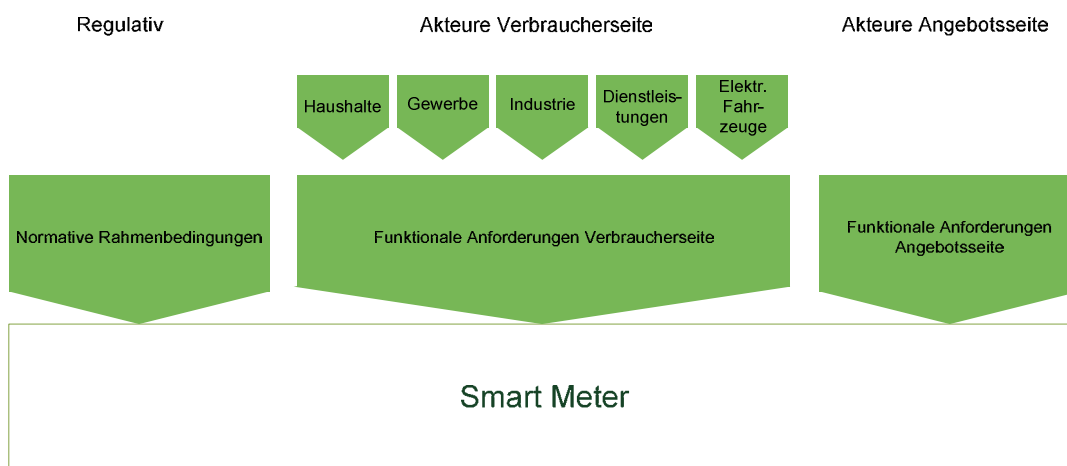 Regulativ
Akteure Verbraucherseite
Akteure Angebotsseite
Haushalte
Gewerbe
Industrie
Dienstleis-
tungen
Elektr.
Fahr-
zeuge
Normative Rahmenbedingungen
Funktionale Anforderungen Verbraucherseite
Funktionale Anforderungen
Angebotsseite
Smart Meter